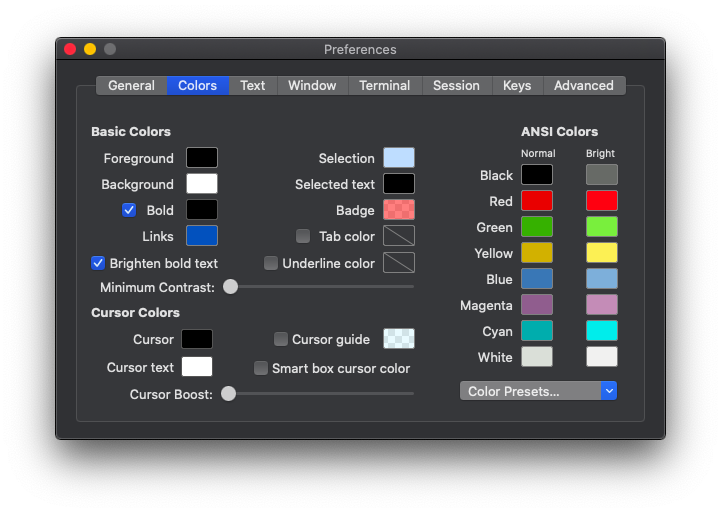 Preferences
General Colors Text Window Terminal Session Keys Advanced
Basic Colors
Foreground
Background
Bold
Links
Brighten bold text
Minimum Contrast:
Selection
Selected text
Badge
Tab color
Underline color
Cursor Colors
Cursor
Cursor text
Cursor Boost:
Cursor guide
Smart box cursor color
ANSI Colors
Normal Bright
Black
Red
Green
Yellow
Blue
Magenta
Cyan
White
Color Presets...